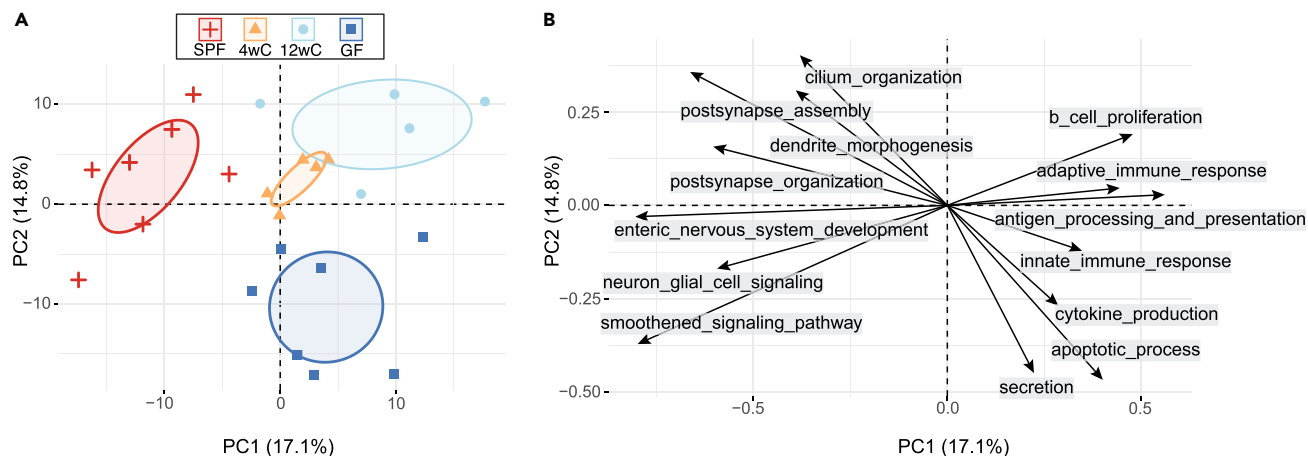 A
SPF 4wC 12wC GF
10
0
−10
PC2 (14.8%)
−10 0 10
PC1 (17.1%)
B
cilium_organization
postsynapse_assembly
b_cell_proliferation
dendrite_morphogenesis
adaptive_immune_response
postsynapse_organization
antigen_processing_and_presentation
enteric_nervous_system_development
innate_immune_response
neuron_glial_cell_signaling
cytokine_production
smoothened_signaling_pathway
apoptotic_process
secretion
0.25
0.00
−0.25
−0.50
PC2 (14.8%)
−0.5 0.0 0.5
PC1 (17.1%)